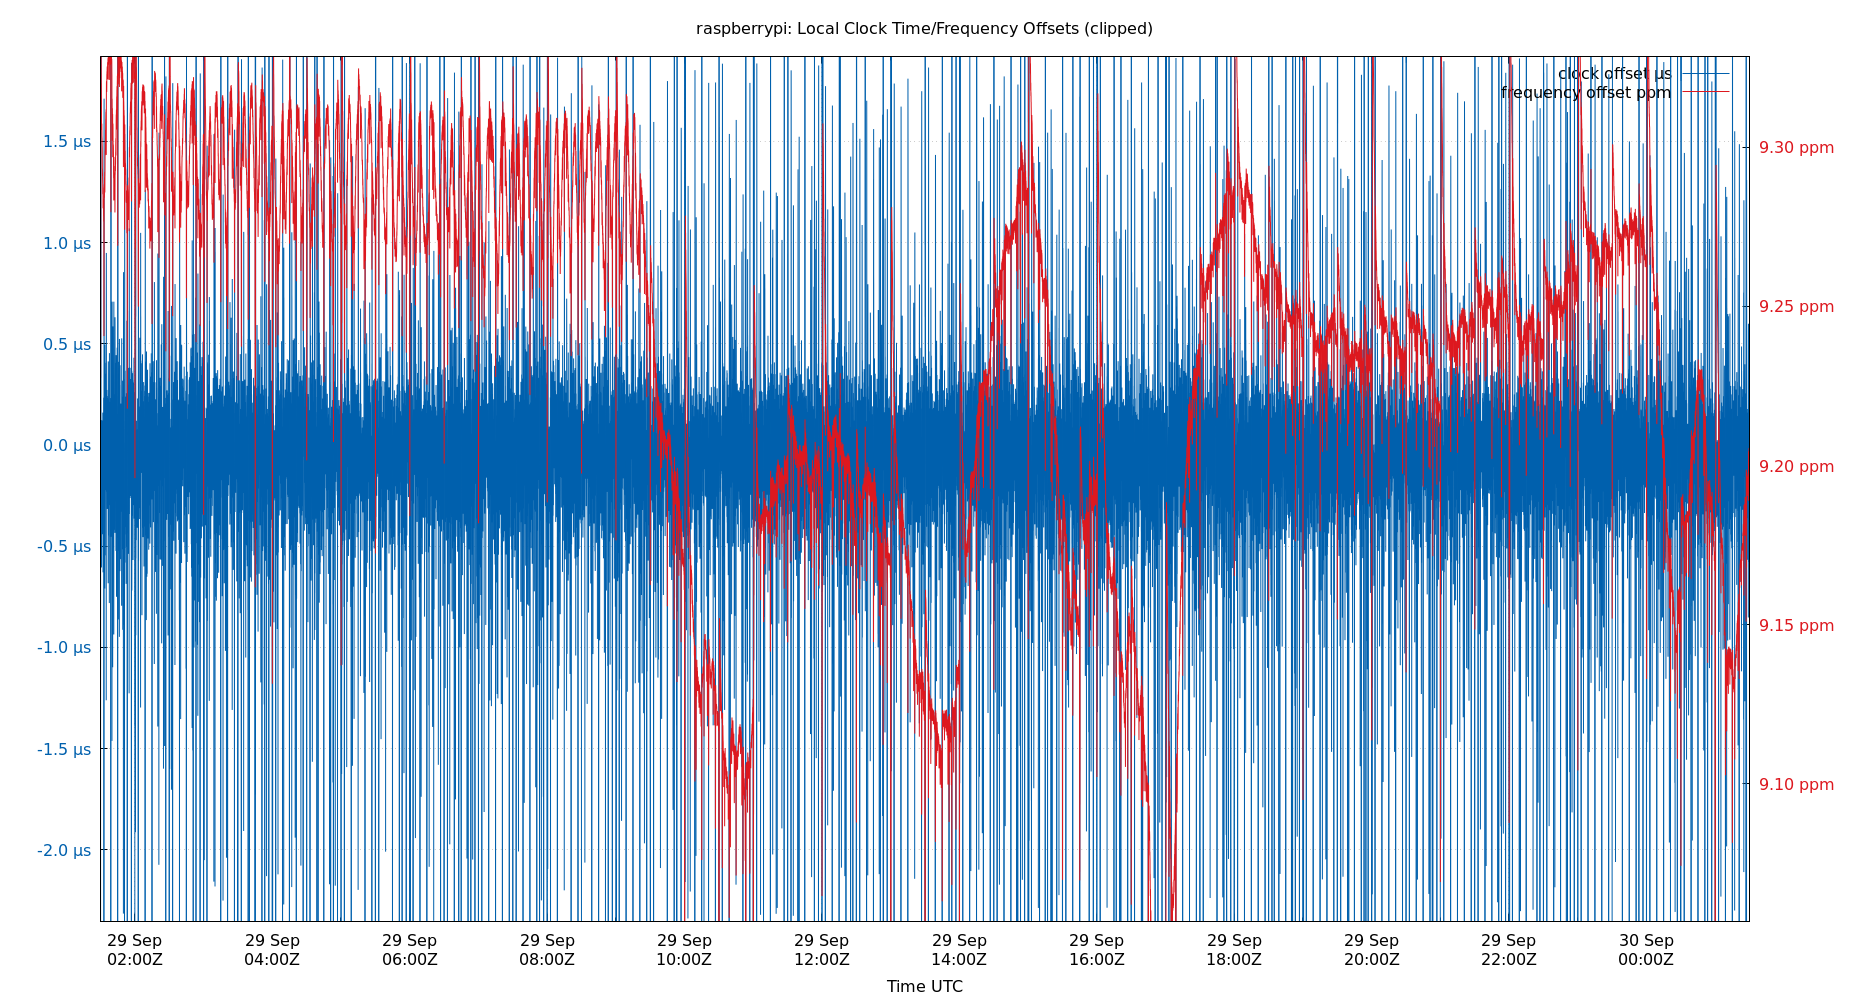 raspberrypi: Local Clock Time/Frequency Offsets (clipped)
clock offset µs
frequency offset ppm
1.5 µs
1.0 µs
0.5 µs
0.0 µs
-0.5 µs
-1.0 µs
-1.5 µs
-2.0 µs
9.30 ppm
9.25 ppm
9.20 ppm
9.15 ppm
9.10 ppm
29 Sep 29 Sep 29 Sep 29 Sep 29 Sep 29 Sep 29 Sep 29 Sep 29 Sep 29 Sep 29 Sep 30 Sep
02:00Z 04:00Z 06:00Z 08:00Z 10:00Z 12:00Z 14:00Z 16:00Z 18:00Z 20:00Z 22:00Z 00:00Z
Time UTC